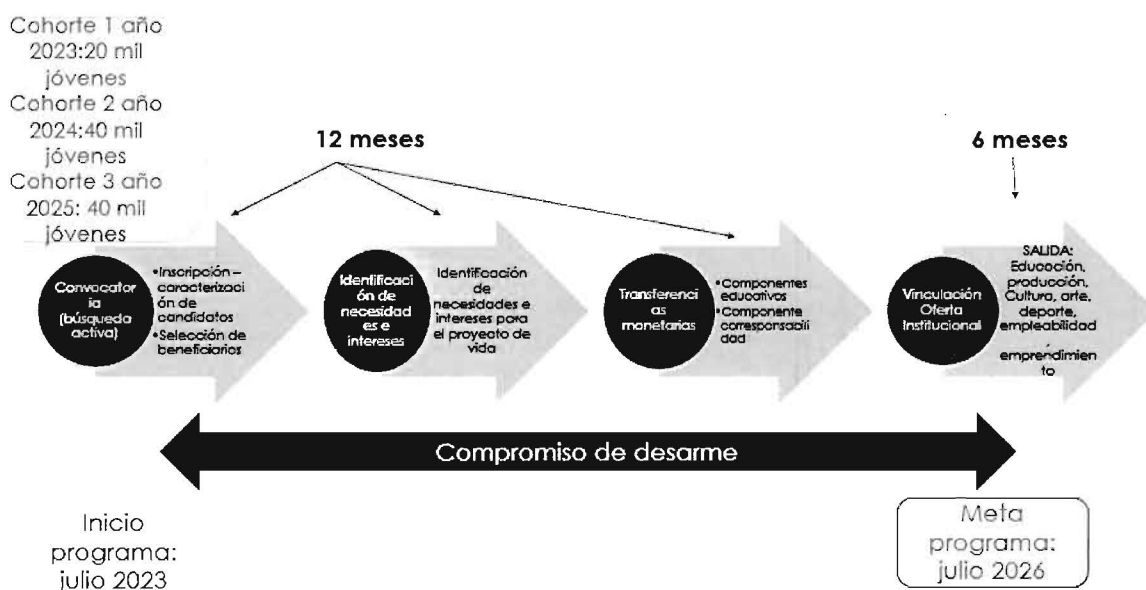 Cohorte 1 año
2023:20 mil
jóvenes
Cohorte 2 año
2024:40 mil
jóvenes
Cohorte 3 año
2025: 40 mil
jóvenes
12 meses
6 meses
Convocator
ia
(búsqueda
activa)
•Inscripción –
caracterizaci
ón de
candidatos
•Selección de
beneficiarios
Identificaci
ón de
necesidad
es e
intereses
Identificación
de
necesidades e
intereses para
el proyecto de
vida
Transferenci
as
monetarias
•Componentes
educativos
•Componente
corresponsabili
dad
Vinculación
Oferta
Institucional
SALIDA:
Educación,
producción,
Cultura, arte,
deporte,
empleabilidad
,
emprendimien
to
Compromiso de desarme
Inicio
programa:
julio 2023
Meta
programa:
julio 2026